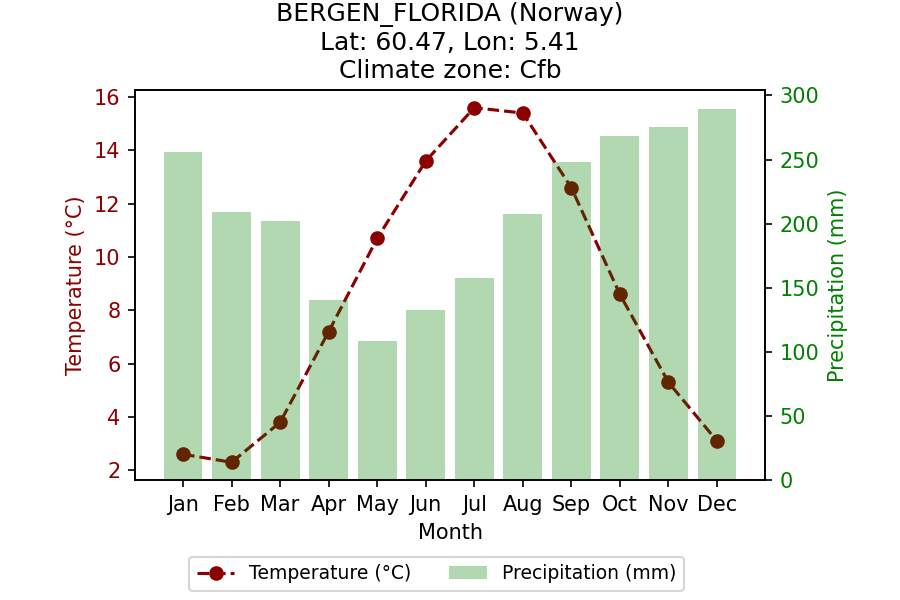 BERGEN_FLORIDA (Norway)
Lat: 60.47, Lon: 5.41
Climate zone: Cfb
Temperature (°C)
16
14
12
10
8
6
4
2
Precipitation (mm)
300
250
200
150
100
50
0
Jan Feb Mar Apr May Jun Jul Aug Sep Oct Nov Dec
Month
Temperature (°C) Precipitation (mm)